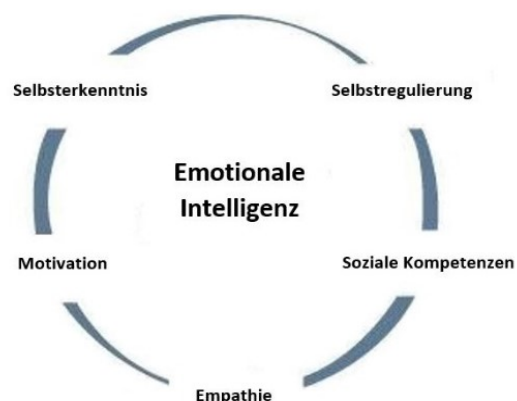 Selbsterkenntnis
Selbstregulierung
Emotionale
Intelligenz
Motivation
Soziale Kompetenzen
Empathie